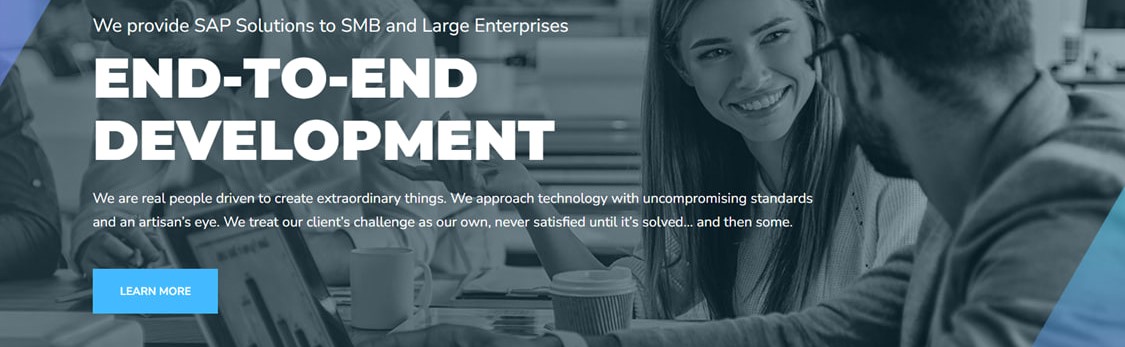 We provide SAP Solutions to SMB and Large Enterprises
END-TO-END
DEVELOPMENT
We are real people driven to create extraordinary things. We approach technology with uncompromising standards
and an artisan's eye. We treat our client's challenge as our own, never satisfied until it's solved... and then some.
LEARN MORE